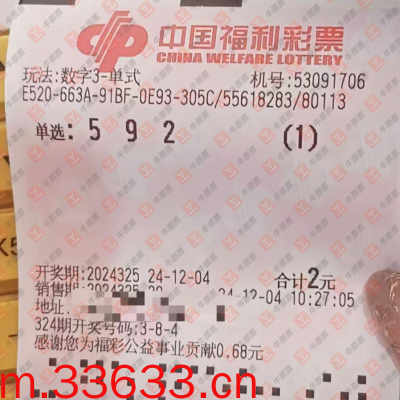 中国福利彩票
CHINA WELFARE LOTTERY
玩法:数字3-单式 机号:53091706
E520-663A-91BF-0E93-305C/55618283/80113
单选: 5 9 2 (1)
开奖期:2024325 24-12-04 合计2元
销售期:2024325 24-12-04 10:27:05
地址:
324期开奖号码:3-8-4
感谢您为福彩公益事业贡献0.68元
m.33633.cn